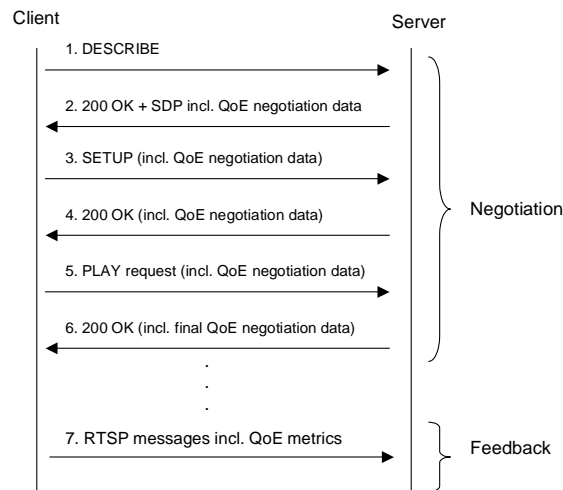 Client
Server
1. DESCRIBE
2. 200 OK + SDP incl. QoE negotiation data
3. SETUP (incl. QoE negotiation data)
4. 200 OK (incl. QoE negotiation data)
Negotiation
5. PLAY request (incl. QoE negotiation data)
6. 200 OK (incl. final QoE negotiation data)
.
.
.
7. RTSP messages incl. QoE metrics
Feedback